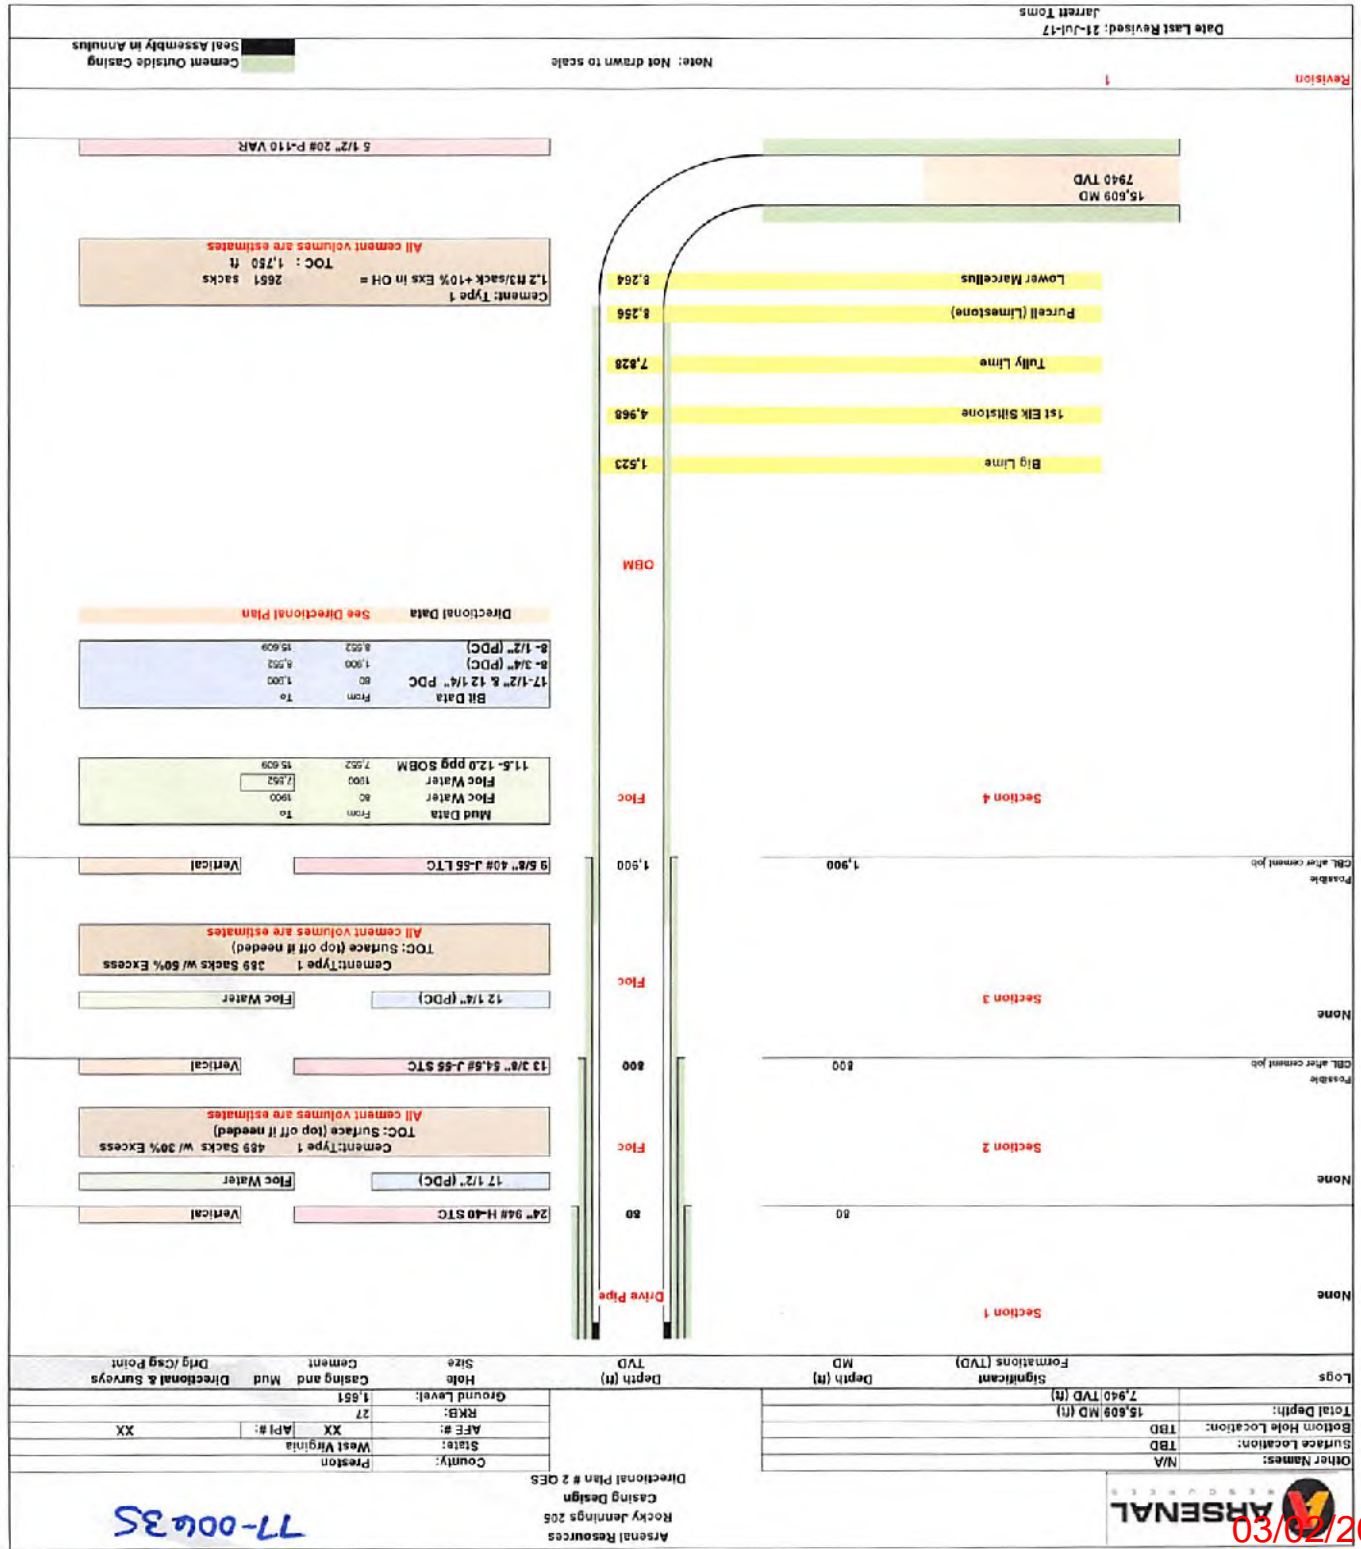 03/02/20
ARSENAL
RESOURCES
Arsenal Resources
Rocky Jennings 205
Casing Design
Directional Plan # 2 QES
77-00635
Other Names: N/A
Surface Location: TBD
Bottom Hole Location: TBD
Total Depth: 15,609 MD (ft)
7,940 TVD (ft)
County: Preston
State: West Virginia
AFE #: XX API #: XX
RKB: 27
Ground Level: 1,651
Logs
Significant
Formations (TVD)
Depth (ft)
MD
Depth (ft)
TVD
Hole
Size
Casing and
Cement
Mud
Directional & Surveys
Drlg/Csg Point
None
Section 1
Drive Pipe
80
80
24" 94# H-40 STC
Vertical
None
17 1/2" (PDC)
Floc Water
Section 2
Floc
Cement:Type 1 489 Sacks w/ 30% Excess
TOC: Surface (top off if needed)
All cement volumes are estimates
Possible
CBL after cement job
800
800
13 3/8" 54.5# J-55 STC
Vertical
None
Section 3
Floc
12 1/4" (PDC)
Floc Water
Cement:Type 1 389 Sacks w/ 50% Excess
TOC: Surface (top off if needed)
All cement volumes are estimates
Possible
CBL after cement job
1,900
1,900
9 5/8" 40# J-55 LTC
Vertical
Section 4
Floc
Mud Data From To
Floc Water 80 1900
Floc Water 1900 7,552
11.5- 12.0 ppg SOBM 7,552 15,609
Bit Data From To
17-1/2" & 12 1/4" PDC 80 1,900
8- 3/4" (PDC) 1,900 8,552
8- 1/2" (PDC) 8,552 15,609
Directional Data See Directional Plan
OBM
Big Lime 1,523
1st Elk Siltstone 4,968
Tully Lime 7,828
Purcell (Limestone) 8,256
Lower Marcellus 8,264
Cement: Type 1
1.2 ft3/sack +10% Exs in OH = 2651 sacks
TOC : 1,750 ft
All cement volumes are estimates
15,609 MD
7940 TVD
5 1/2" 20# P-110 VAR
Revision 1
Note: Not drawn to scale
Cement Outside Casing
Seal Assembly in Annulus
Date Last Revised: 21-Jul-17
Jarrett Toms